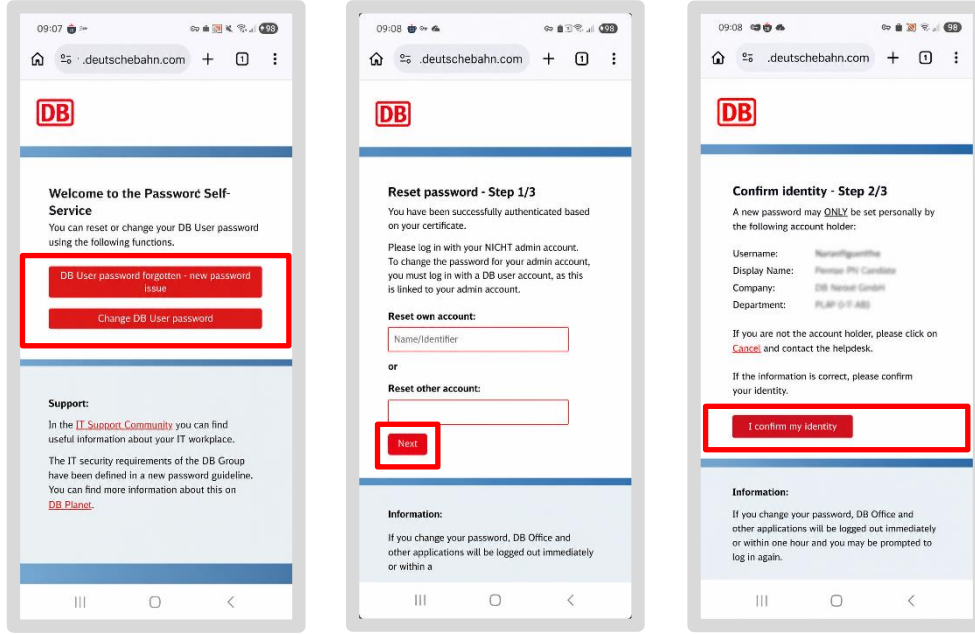 09:07
98
.deutschebahn.com
1
DB
Welcome to the Password Self-
Service
You can reset or change your DB User password
using the following functions.
DB User password forgotten - new password
issue
Change DB User password
Support:
In the IT Support Community you can find
useful information about your IT workplace.
The IT security requirements of the DB Group
have been defined in a new password guideline.
You can find more information about this on
DB Planet.
09:08
98
.deutschebahn.com
1
DB
Reset password - Step 1/3
You have been successfully authenticated based
on your certificate.
Please log in with your NICHT admin account.
To change the password for your admin account,
you must log in with a DB user account, as this
is linked to your admin account.
Reset own account:
Name/Identifier
or
Reset other account:
Next
Information:
If you change your password, DB Office and
other applications will be logged out immediately
or within a
09:08
98
.deutschebahn.com
1
DB
Confirm identity - Step 2/3
A new password may ONLY be set personally by
the following account holder:
Username:
Display Name:
Company:
Department:
If you are not the account holder, please click on
Cancel and contact the helpdesk.
If the information is correct, please confirm
your identity.
I confirm my identity
Information:
If you change your password, DB Office and
other applications will be logged out immediately
or within one hour and you may be prompted to
log in again.